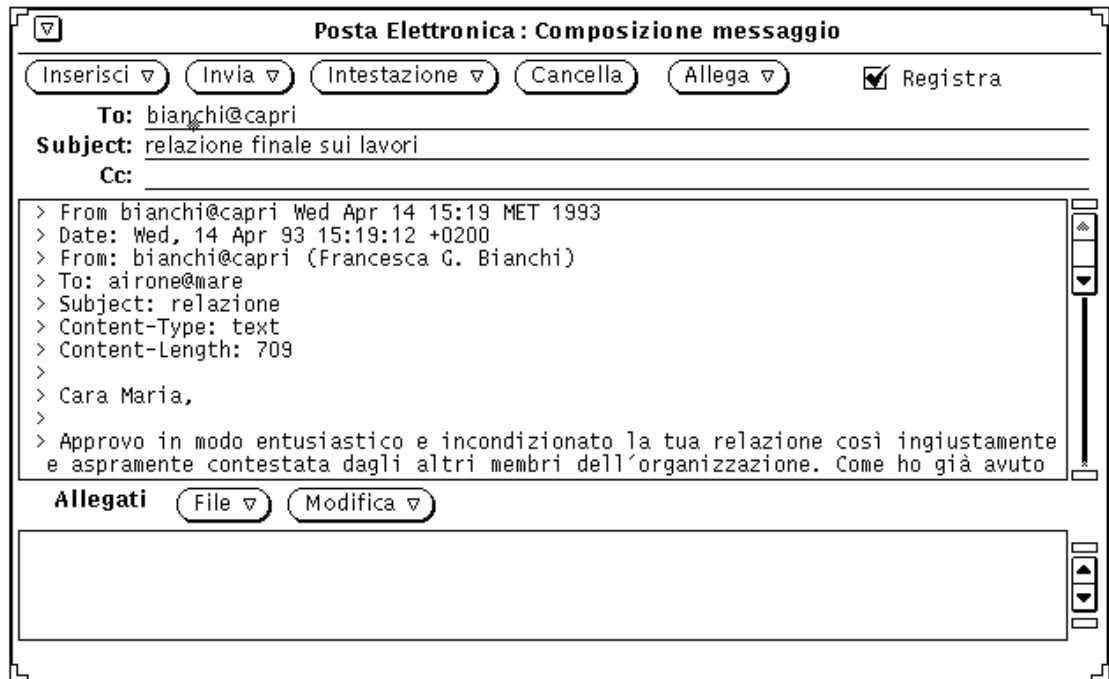 Posta Elettronica: Composizione messaggio
Inserisci Invia Intestazione Cancella Allega Registra
To: bianchi@capri
Subject: relazione finale sui lavori
Cc:
> From bianchi@capri Wed Apr 14 15:19 MET 1993
> Date: Wed, 14 Apr 93 15:19:12 +0200
> From: bianchi@capri (Francesca G. Bianchi)
> To: airone@mare
> Subject: relazione
> Content-Type: text
> Content-Length: 709
>
> Cara Maria,
>
> Approvo in modo entusiastico e incondizionato la tua relazione così ingiustamente
e aspramente contestata dagli altri membri dell´organizzazione. Come ho già avuto
Allegati File Modifica